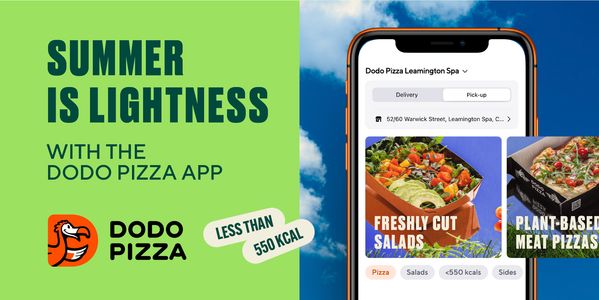 SUMMER
IS LIGHTNESS
WITH THE
DODO PIZZA APP
DODO
PIZZA
LESS THAN
550 KCAL
Dodo Pizza Leamington Spa
Delivery
Pick-up
52/60 Warwick Street, Leamington Spa, C...
FRESHLY CUT
SALADS
PLANT-BASED
MEAT PIZZAS
Pizza
Salads
<550 kcals
Sides